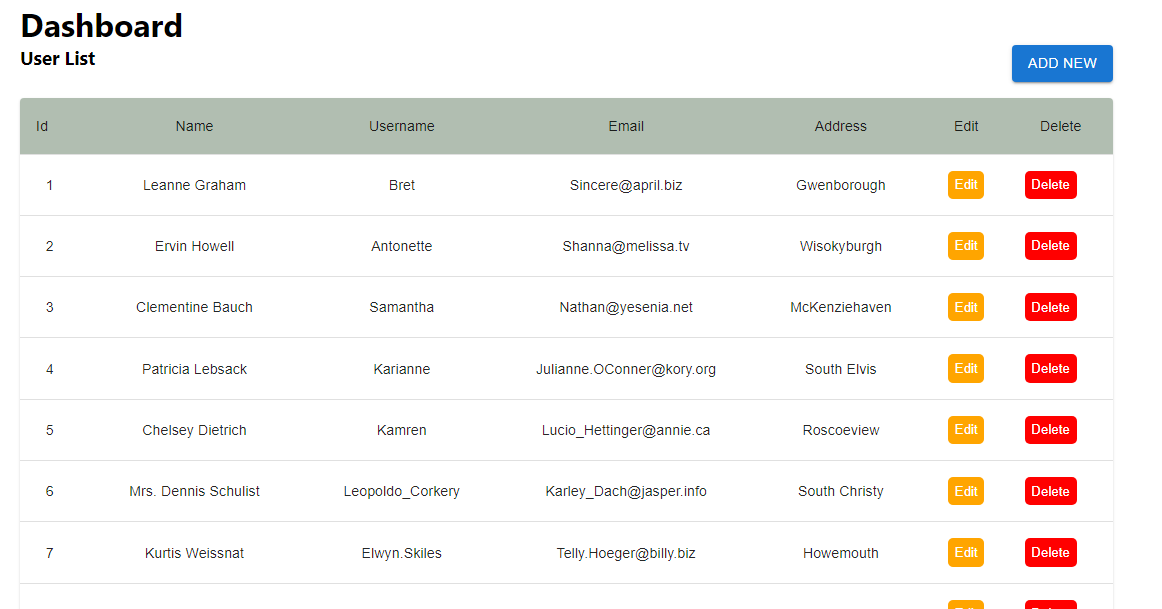 Dashboard
User List
ADD NEW
Id Name Username Email Address Edit Delete
1 Leanne Graham Bret Sincere@april.biz Gwenborough Edit Delete
2 Ervin Howell Antonette Shanna@melissa.tv Wisokyburgh Edit Delete
3 Clementine Bauch Samantha Nathan@yesenia.net McKenziehaven Edit Delete
4 Patricia Lebsack Karianne Julianne.OConner@kory.org South Elvis Edit Delete
5 Chelsey Dietrich Kamren Lucio_Hettinger@annie.ca Roscoeview Edit Delete
6 Mrs. Dennis Schulist Leopoldo_Corkery Karley_Dach@jasper.info South Christy Edit Delete
7 Kurtis Weissnat Elwyn.Skiles Telly.Hoeger@billy.biz Howemouth Edit Delete